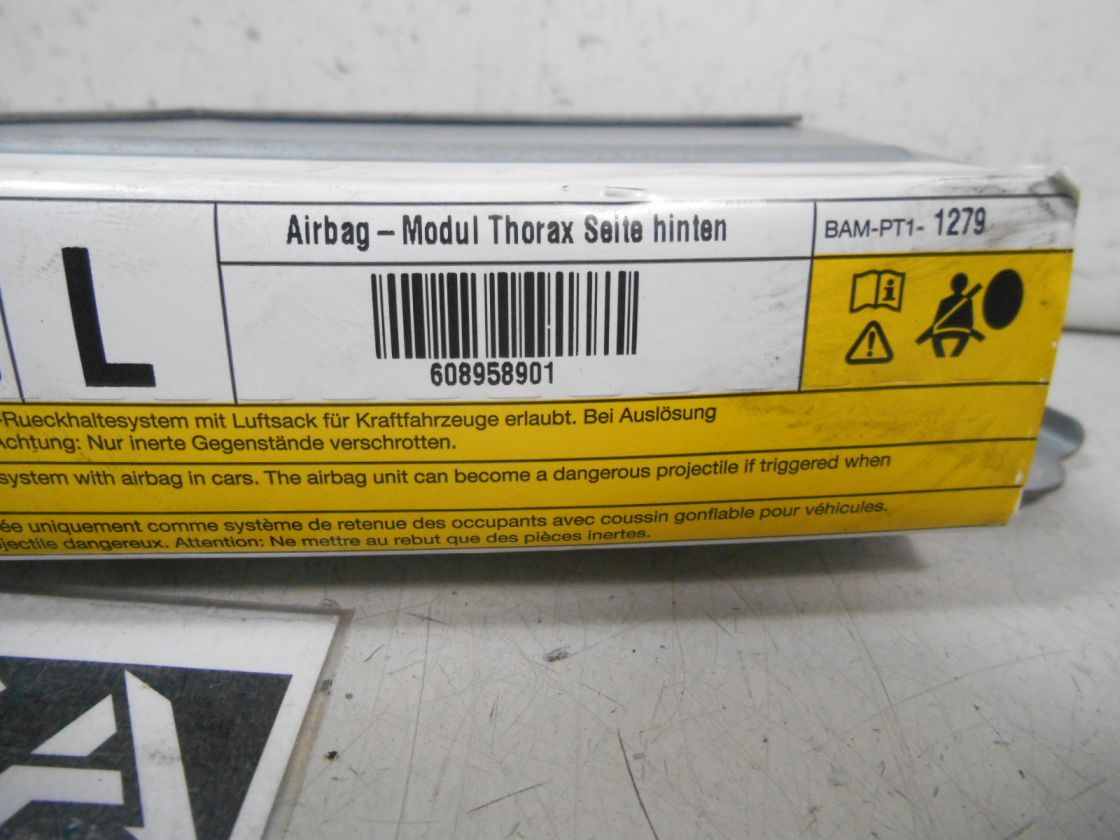 L
Airbag – Modul Thorax Seite hinten
BAM-PT1- 1279
608958901
-Rueckhaltesystem mit Luftsack für Kraftfahrzeuge erlaubt. Bei Auslösung
Achtung: Nur inerte Gegenstände verschrotten.
system with airbag in cars. The airbag unit can become a dangerous projectile if triggered when
ée uniquement comme système de retenue des occupants avec coussin gonflable pour véhicules.
ojectile dangereux. Attention: Ne mettre au rebut que des pièces inertes.